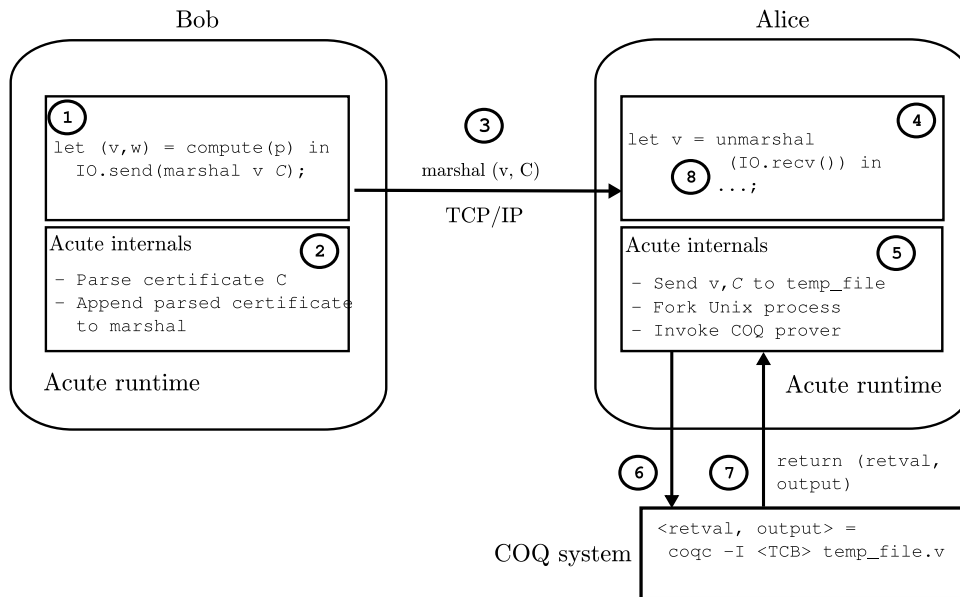 Bob
Alice
1
let (v,w) = compute(p) in
IO.send(marshal v C);
3
marshal (v, C)
TCP/IP
4
let v = unmarshal
(IO.recv()) in
8
...;
Acute internals
2
- Parse certificate C
- Append parsed certificate
to marshal
Acute runtime
Acute internals
5
- Send v,C to temp_file
- Fork Unix process
- Invoke COQ prover
Acute runtime
6
7
return (retval,
output)
COQ system
<retval, output> =
coqc -I <TCB> temp_file.v